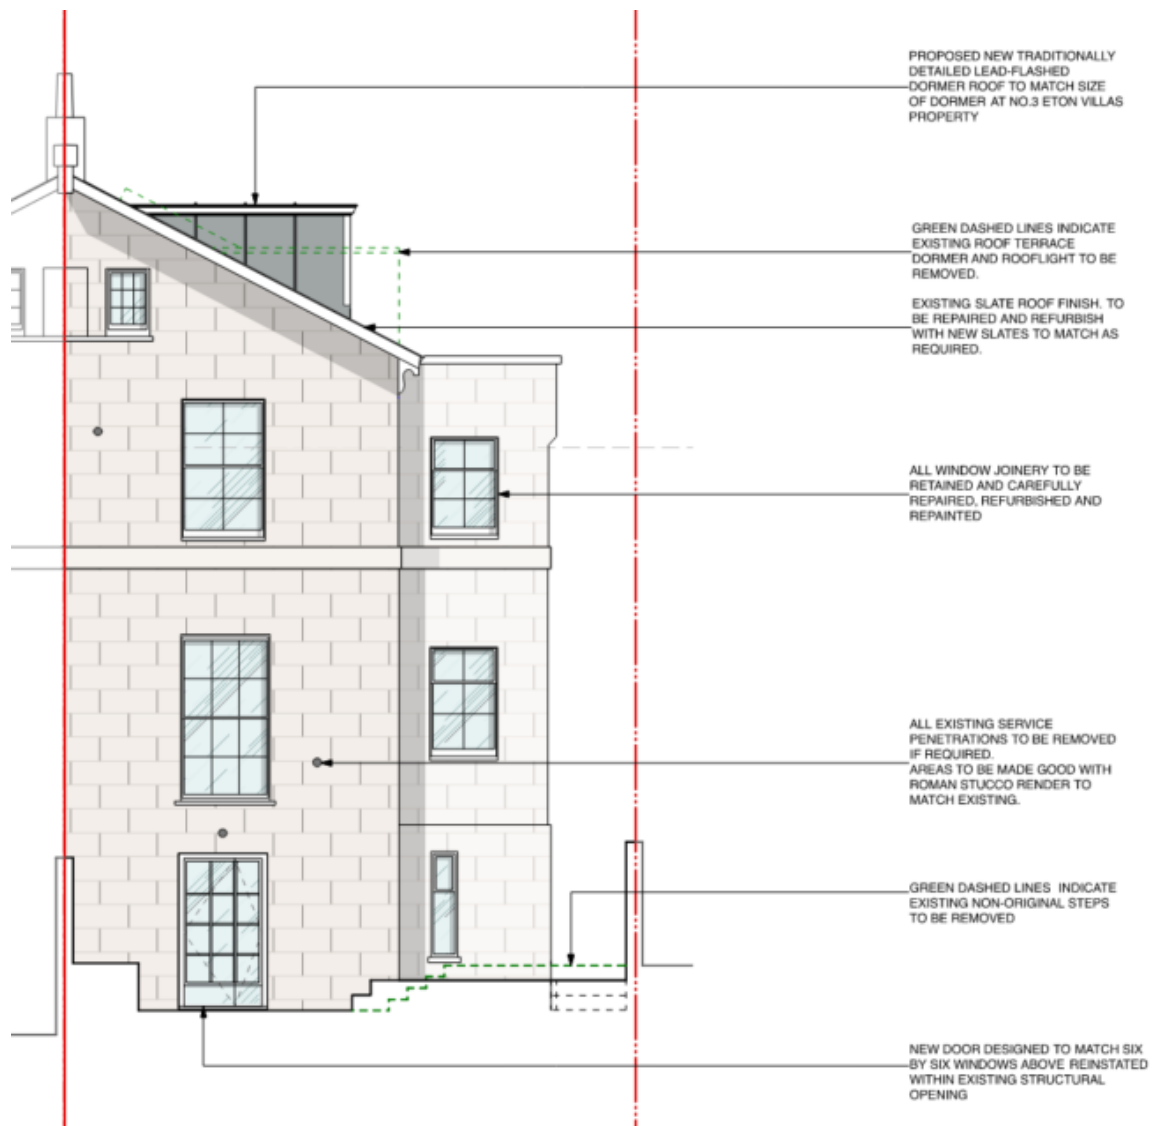 PROPOSED NEW TRADITIONALLY
DETAILED LEAD-FLASHED
DORMER ROOF TO MATCH SIZE
OF DORMER AT NO.3 ETON VILLAS
PROPERTY
GREEN DASHED LINES INDICATE
EXISTING ROOF TERRACE
DORMER AND ROOFLIGHT TO BE
REMOVED.
EXISTING SLATE ROOF FINISH. TO
BE REPAIRED AND REFURBISH
WITH NEW SLATES TO MATCH AS
REQUIRED.
ALL WINDOW JOINERY TO BE
RETAINED AND CAREFULLY
REPAIRED, REFURBISHED AND
REPAINTED
ALL EXISTING SERVICE
PENETRATIONS TO BE REMOVED
IF REQUIRED.
AREAS TO BE MADE GOOD WITH
ROMAN STUCCO RENDER TO
MATCH EXISTING.
GREEN DASHED LINES INDICATE
EXISTING NON-ORIGINAL STEPS
TO BE REMOVED
NEW DOOR DESIGNED TO MATCH SIX
BY SIX WINDOWS ABOVE REINSTATED
WITHIN EXISTING STRUCTURAL
OPENING